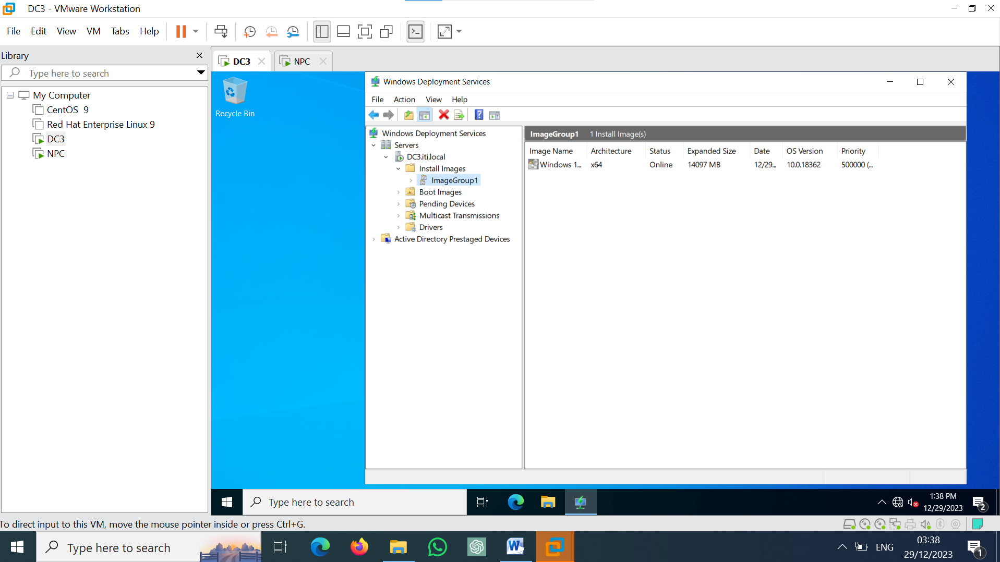 DC3 - VMware Workstation
File Edit View VM Tabs Help
Library
Type here to search
My Computer
CentOS 9
Red Hat Enterprise Linux 9
DC3
NPC
DC3 NPC
Recycle Bin
Windows Deployment Services
File Action View Help
Windows Deployment Services
Servers
DC3.iti.local
Install Images
ImageGroup1
Boot Images
Pending Devices
Multicast Transmissions
Drivers
Active Directory Prestaged Devices
ImageGroup1 1 Install Image(s)
Image Name Architecture Status Expanded Size Date OS Version Priority
Windows 1... x64 Online 14097 MB 12/29... 10.0.18362 500000 (...
Type here to search
1:38 PM
12/29/2023
2
To direct input to this VM, move the mouse pointer inside or press Ctrl+G.
Type here to search
ENG
03:38
29/12/2023
1